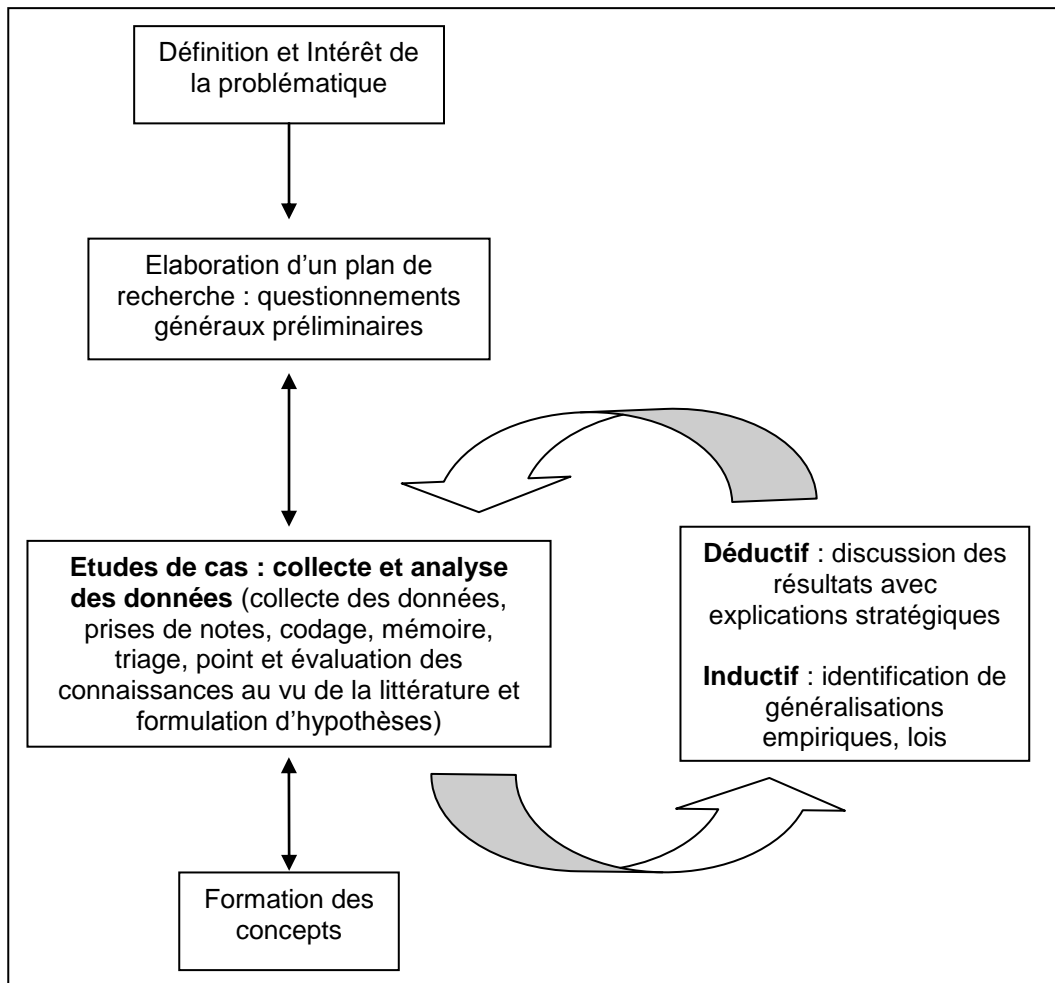 Définition et Intérêt de
la problématique
Elaboration d’un plan de
recherche : questionnements
généraux préliminaires
Etudes de cas : collecte et analyse
des données (collecte des données,
prises de notes, codage, mémoire,
triage, point et évaluation des
connaissances au vu de la littérature et
formulation d’hypothèses)
Déductif : discussion des
résultats avec
explications stratégiques
Inductif : identification de
généralisations
empiriques, lois
Formation des
concepts